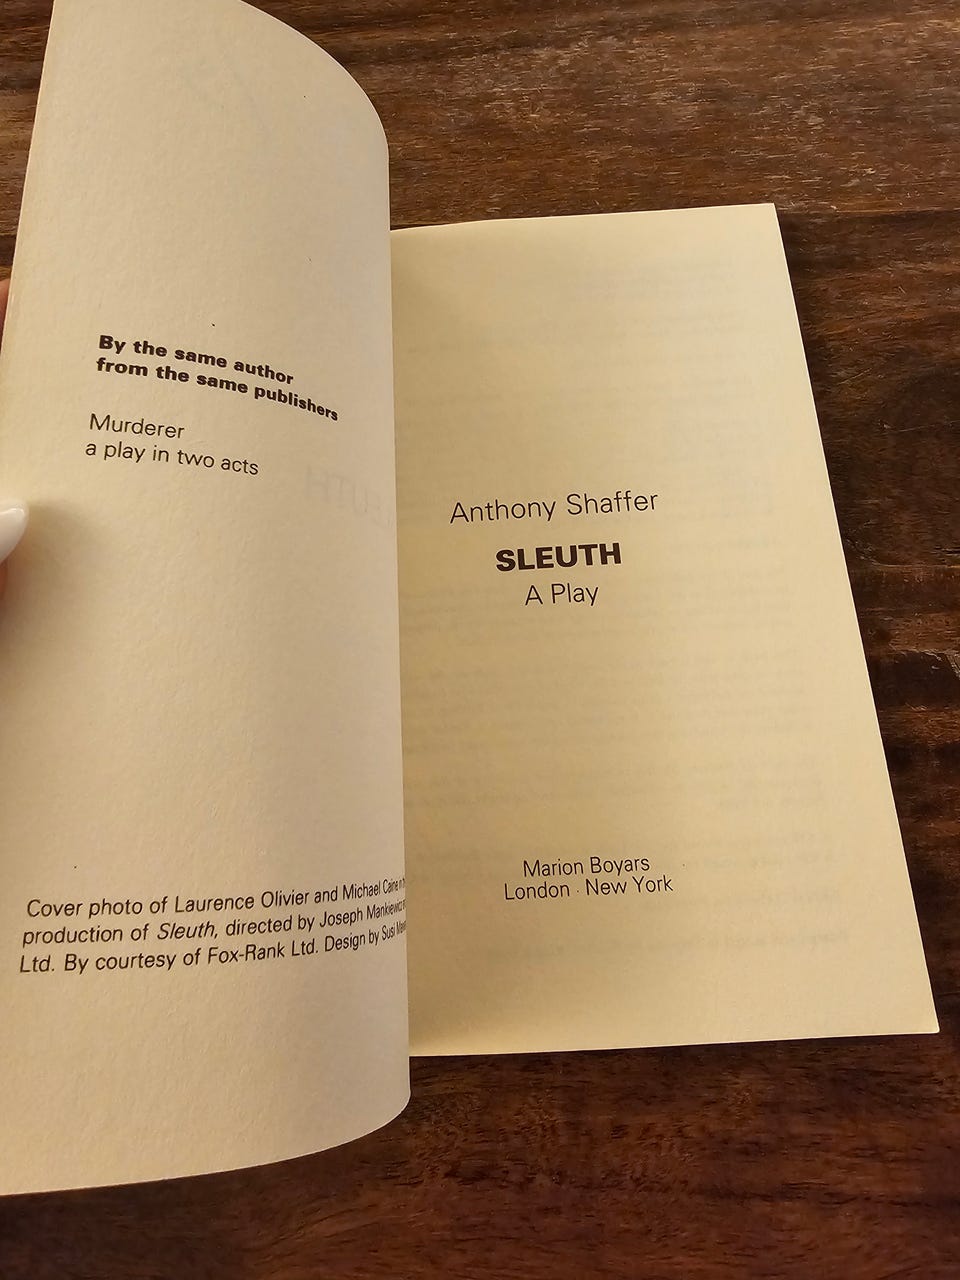 By the same author
from the same publishers
Murderer
a play in two acts
Cover photo of Laurence Olivier and Michael Caine
production of Sleuth, directed by Joseph
Ltd. By courtesy of Fox-Rank Ltd. Design by Susi
Anthony Shaffer
SLEUTH
A Play
Marion Boyars
London · New York